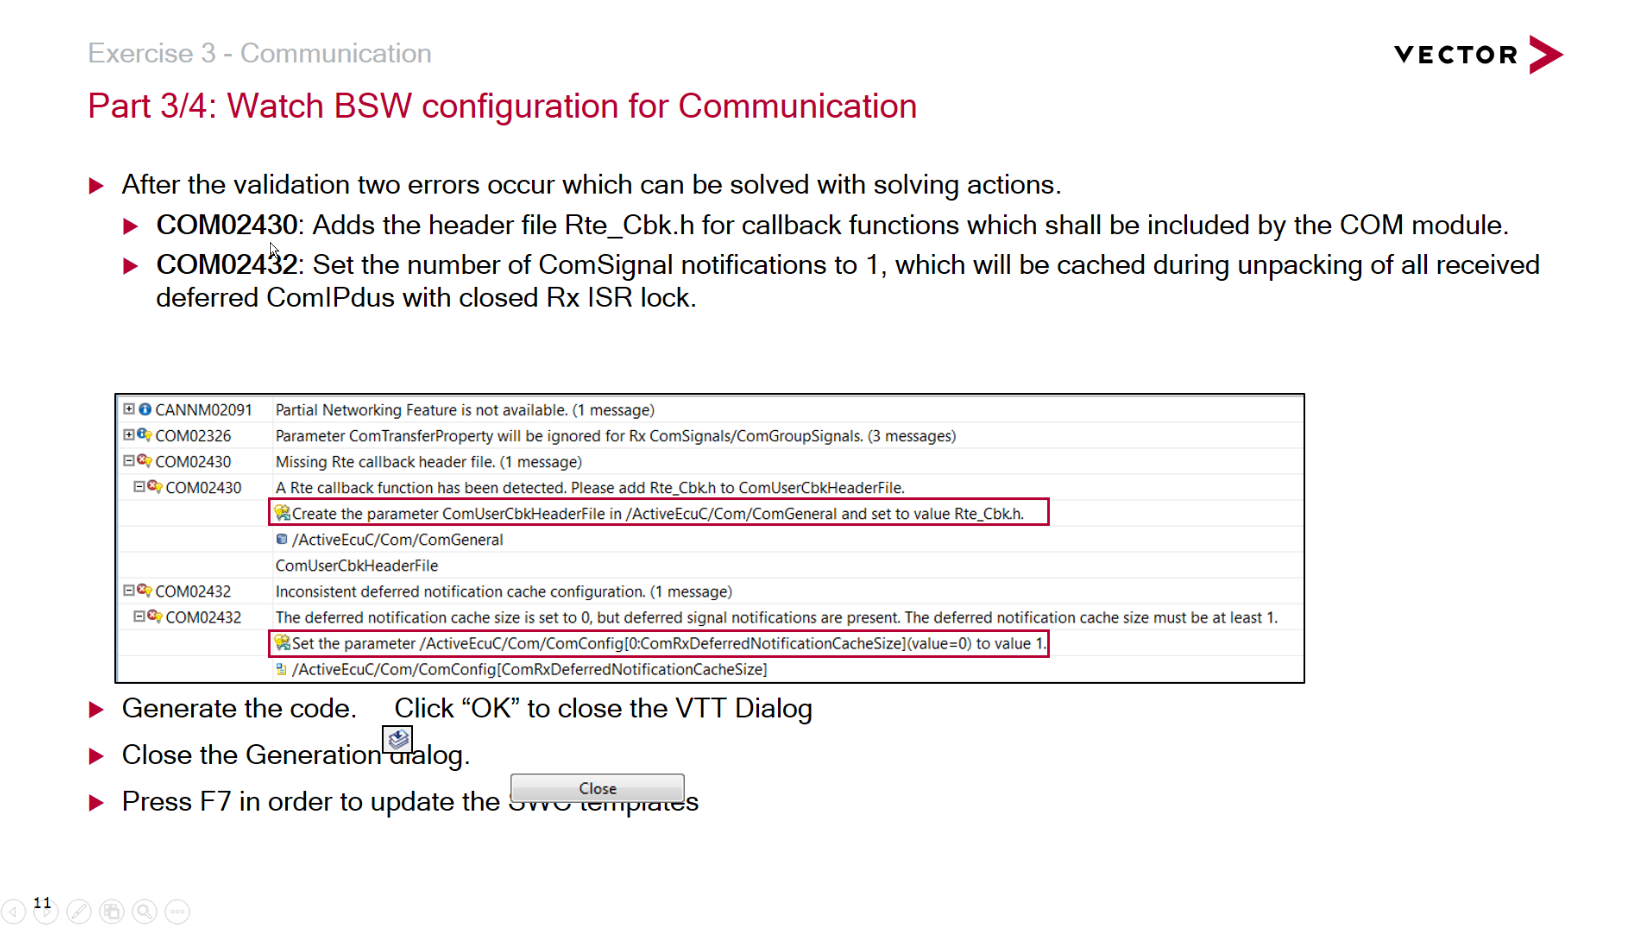 Exercise 3 - Communication
VECTOR
Part 3/4: Watch BSW configuration for Communication
After the validation two errors occur which can be solved with solving actions.
COM02430: Adds the header file Rte_Cbk.h for callback functions which shall be included by the COM module.
COM02432: Set the number of ComSignal notifications to 1, which will be cached during unpacking of all received
deferred ComIPdus with closed Rx ISR lock.
CANNM02091 Partial Networking Feature is not available. (1 message)
COM02326 Parameter ComTransferProperty will be ignored for Rx ComSignals/ComGroupSignals. (3 messages)
COM02430 Missing Rte callback header file. (1 message)
COM02430 A Rte callback function has been detected. Please add Rte_Cbk.h to ComUserCbkHeaderFile.
Create the parameter ComUserCbkHeaderFile in /ActiveEcuC/Com/ComGeneral and set to value Rte_Cbk.h.
/ActiveEcuC/Com/ComGeneral
ComUserCbkHeaderFile
COM02432 Inconsistent deferred notification cache configuration. (1 message)
COM02432 The deferred notification cache size is set to 0, but deferred signal notifications are present. The deferred notification cache size must be at least 1.
Set the parameter /ActiveEcuC/Com/ComConfig[0:ComRxDeferredNotificationCacheSize](value=0) to value 1.
/ActiveEcuC/Com/ComConfig[ComRxDeferredNotificationCacheSize]
Generate the code. Click “OK” to close the VTT Dialog
Close the Generation dialog.
Close
Press F7 in order to update the SWC templates
11